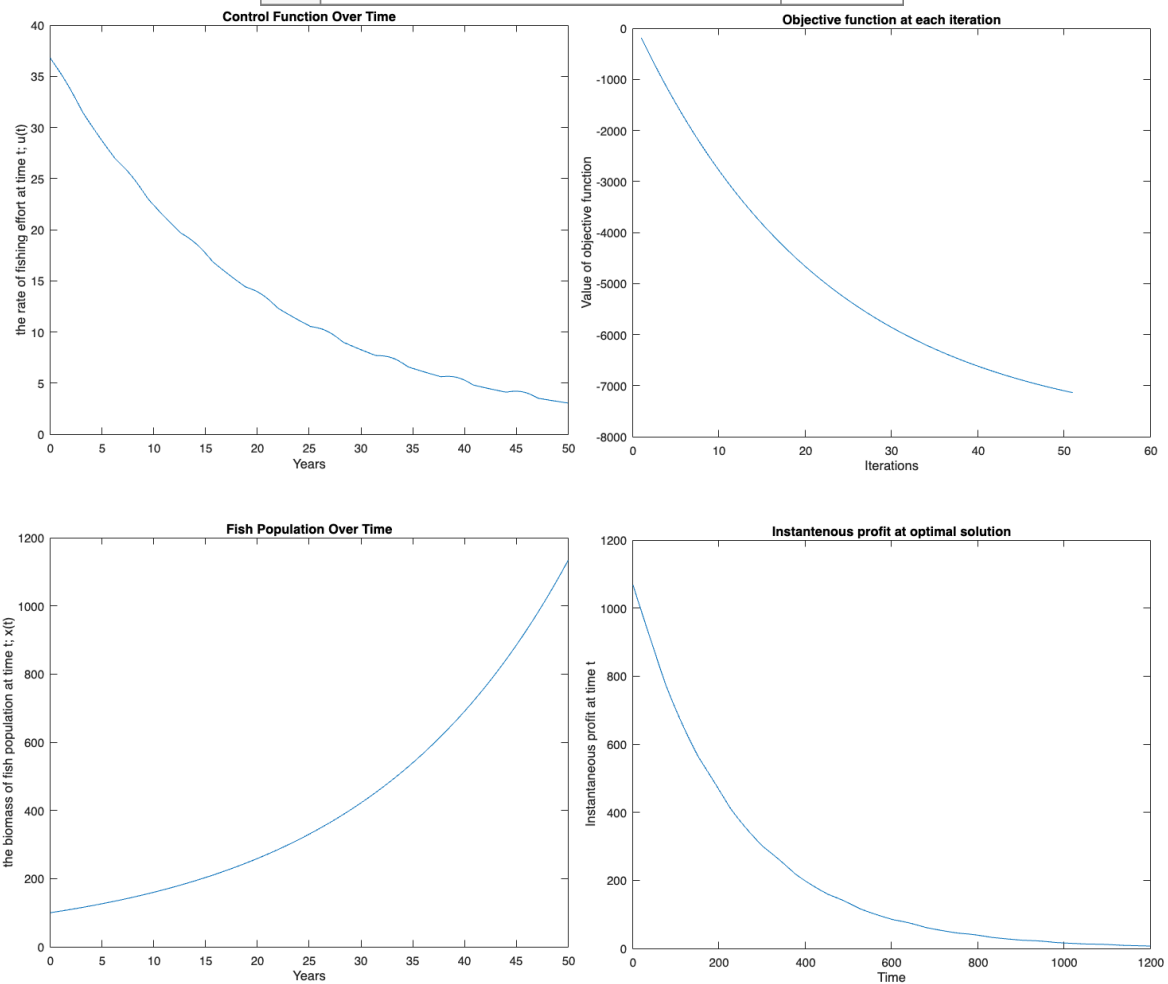 Control Function Over Time
40
35
30
25
20
15
10
5
0
the rate of fishing effort at time t; u(t)
0 5 10 15 20 25 30 35 40 45 50
Years
Objective function at each iteration
0
-1000
-2000
-3000
-4000
-5000
-6000
-7000
-8000
Value of objective function
0 10 20 30 40 50 60
Iterations
Fish Population Over Time
1200
1000
800
600
400
200
0
the biomass of fish population at time t; x(t)
0 5 10 15 20 25 30 35 40 45 50
Years
Instantenous profit at optimal solution
1200
1000
800
600
400
200
0
Instantaneous profit at time t
0 200 400 600 800 1000 1200
Time